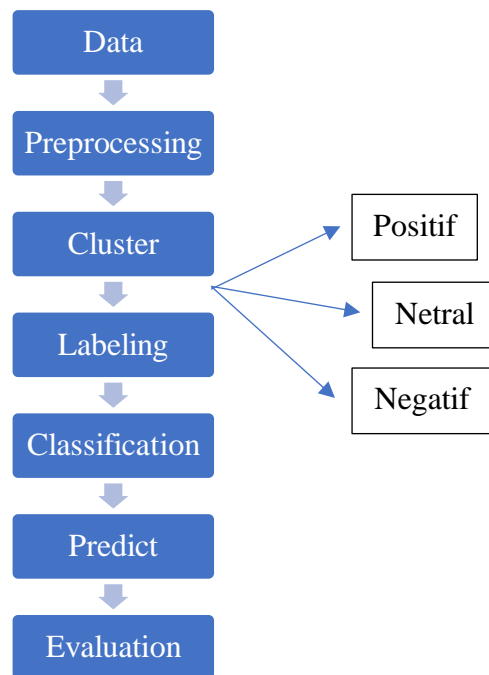 Data
Preprocessing
Cluster
Positif
Netral
Labeling
Negatif
Classification
Predict
Evaluation